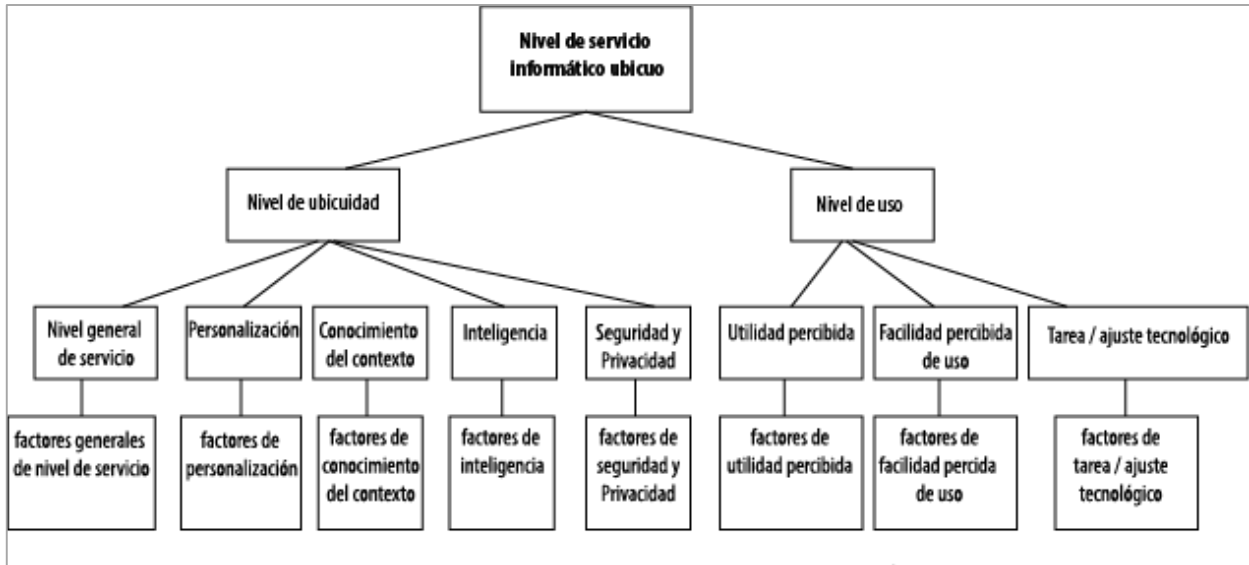 Nivel de servicio
informático ubicuo
Nivel de ubicuidad
Nivel de uso
Nivel general
de servicio
Personalización
Conocimiento
del contexto
Inteligencia
Seguridad y
Privacidad
Utilidad percibida
Facilidad percibida
de uso
Tarea / ajuste tecnológico
factores generales
de nivel de servicio
factores de
personalización
factores de
conocimiento
del contexto
factores de
inteligencia
factores de
seguridad y
Privacidad
factores de
utilidad percibida
factores de
facilidad percida
de uso
factores de
tarea / ajuste
tecnológico